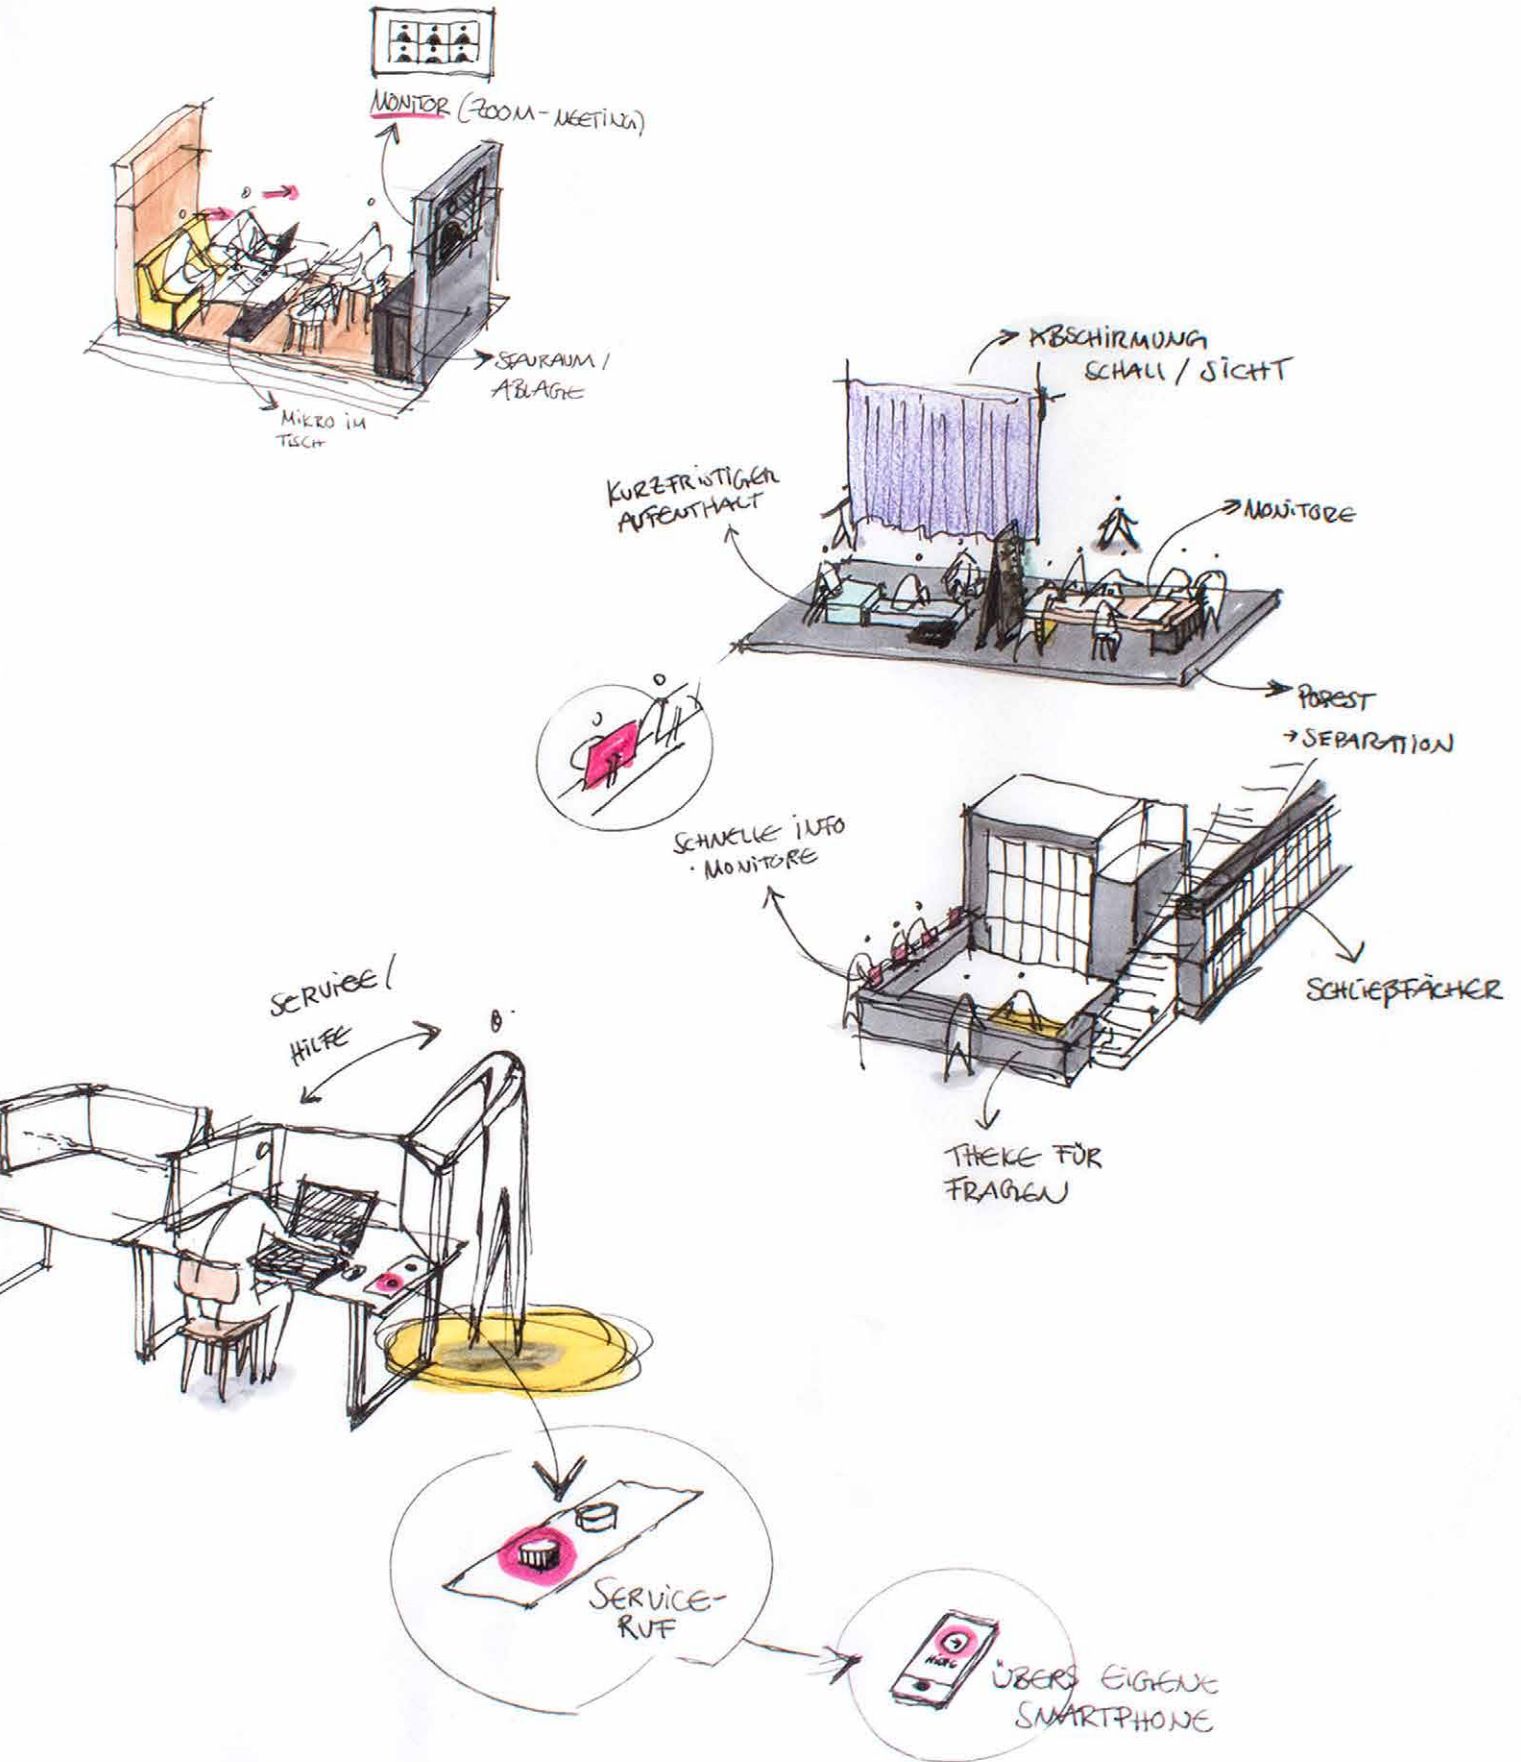 MONITOR (ZOOM-MEETING)
STAURAUM /
ABLAGE
MIKRO IM
TISCH
ABSCHIRMUNG
SCHALL / SICHT
KURZFRISTIGER
AUFENTHALT
MONITORE
PODEST
→ SEPARATION
SCHNELLE INFO
· MONITORE
SCHLIEßFÄCHER
SERVICE /
HILFE
THEKE FÜR
FRAGEN
SERVICE-
RUF
HILFE
ÜBERS EIGENE
SMARTPHONE